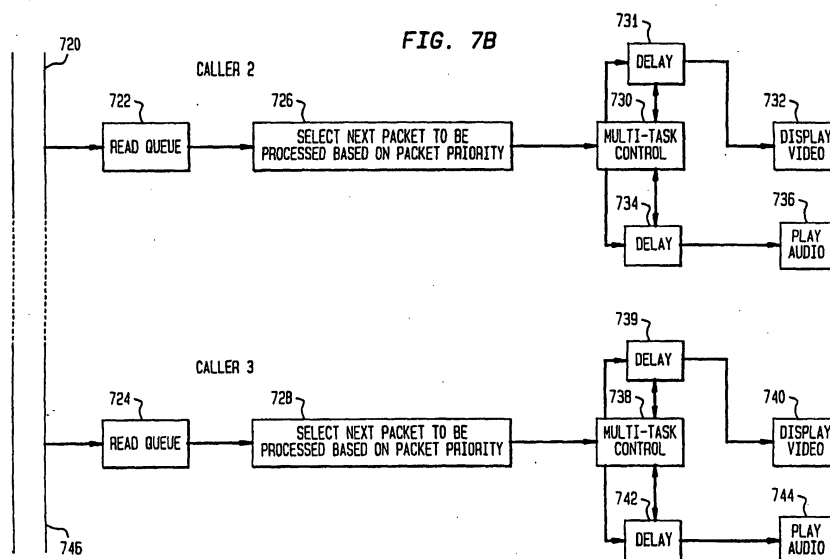 FIG. 7B
720
CALLER 2
722
READ QUEUE
726
SELECT NEXT PACKET TO BE
PROCESSED BASED ON PACKET PRIORITY
731
DELAY
730
MULTI-TASK
CONTROL
732
DISPLAY
VIDEO
734
DELAY
736
PLAY
AUDIO
CALLER 3
724
READ QUEUE
728
SELECT NEXT PACKET TO BE
PROCESSED BASED ON PACKET PRIORITY
739
DELAY
738
MULTI-TASK
CONTROL
740
DISPLAY
VIDEO
742
DELAY
744
PLAY
AUDIO
746